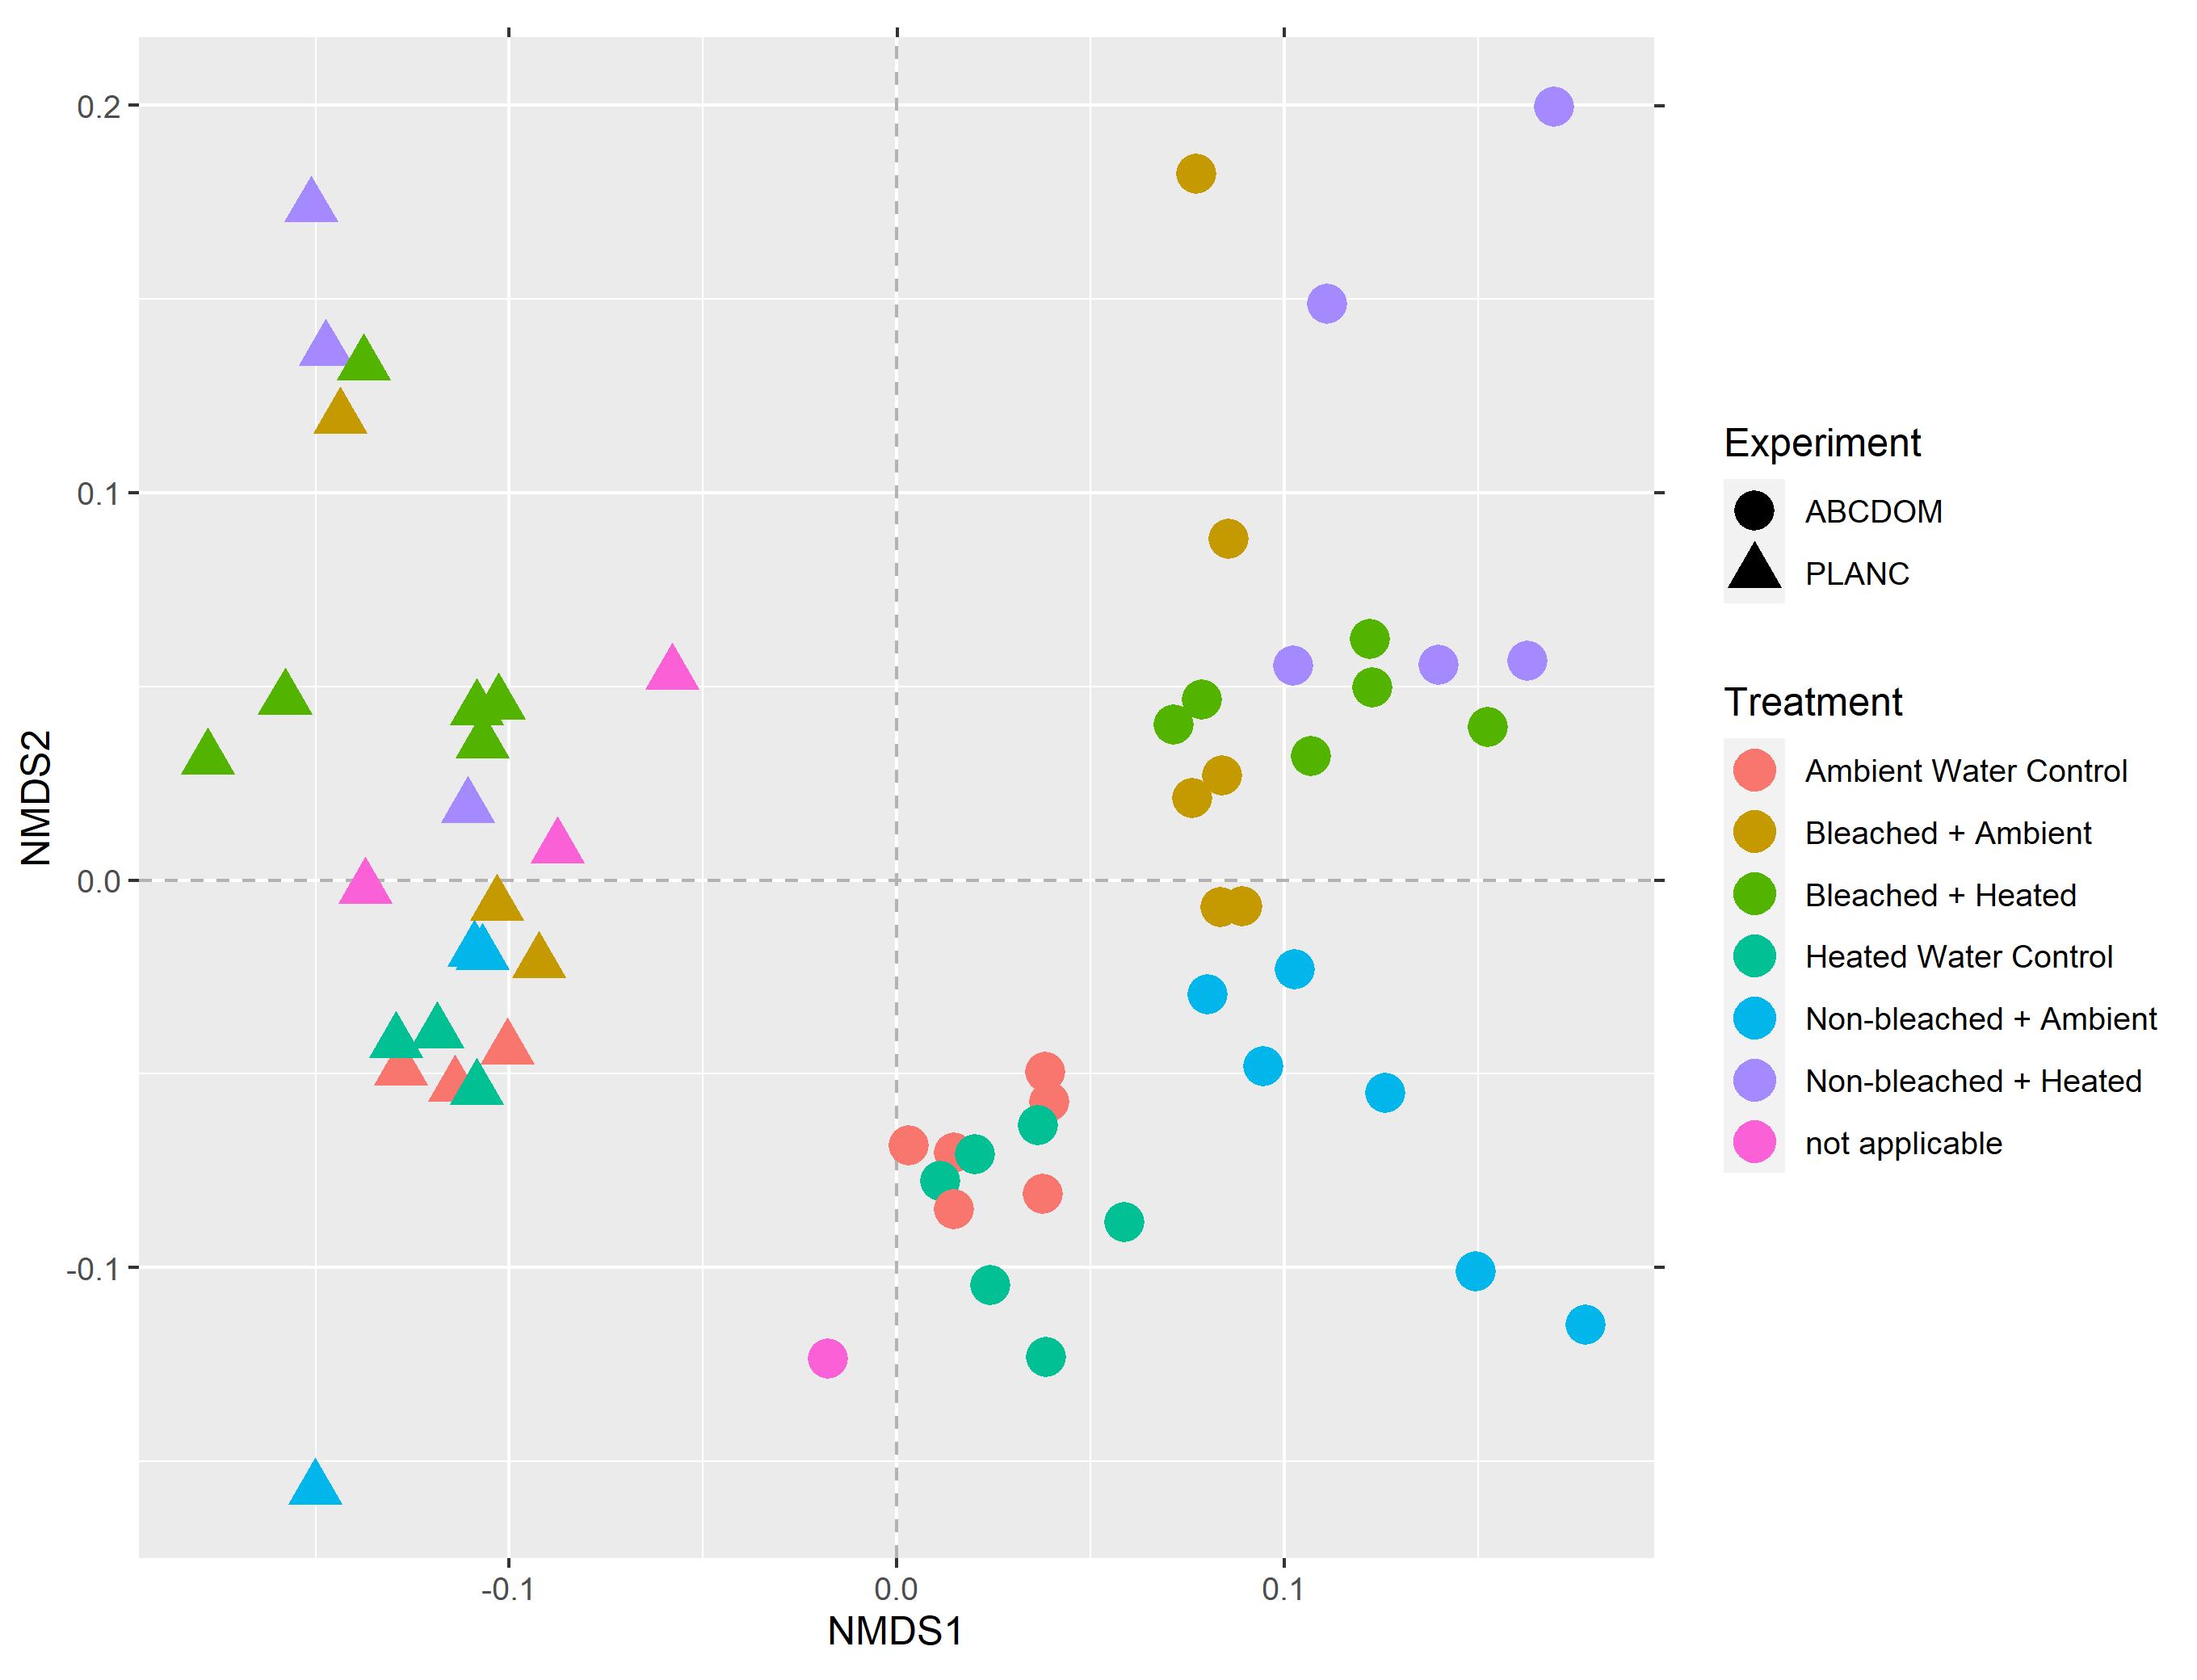 0.2
0.1
0.0
-0.1
NMDS2
-0.1
0.0
0.1
NMDS1
Experiment
ABCDOM
PLANC
Treatment
Ambient Water Control
Bleached + Ambient
Bleached + Heated
Heated Water Control
Non-bleached + Ambient
Non-bleached + Heated
not applicable